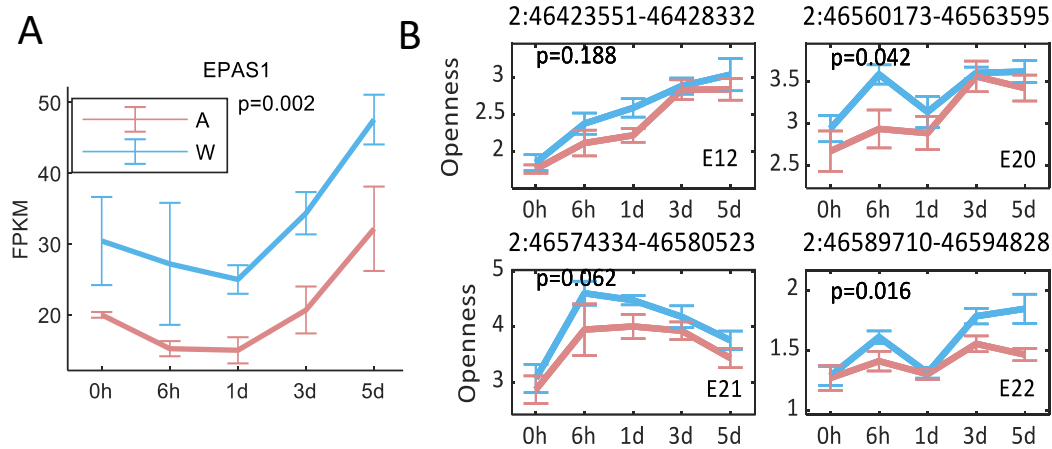 A
EPAS1
p=0.002
A
W
FPKM
50
40
30
20
0h 6h 1d 3d 5d
B
2:46423551-46428332
p=0.188
Openness
3
2.5
2
E12
0h 6h 1d 3d 5d
2:46560173-46563595
p=0.042
3.5
3
2.5
E20
0h 6h 1d 3d 5d
2:46574334-46580523
p=0.062
Openness
5
4
3
E21
0h 6h 1d 3d 5d
2:46589710-46594828
p=0.016
2
1.5
1
E22
0h 6h 1d 3d 5d